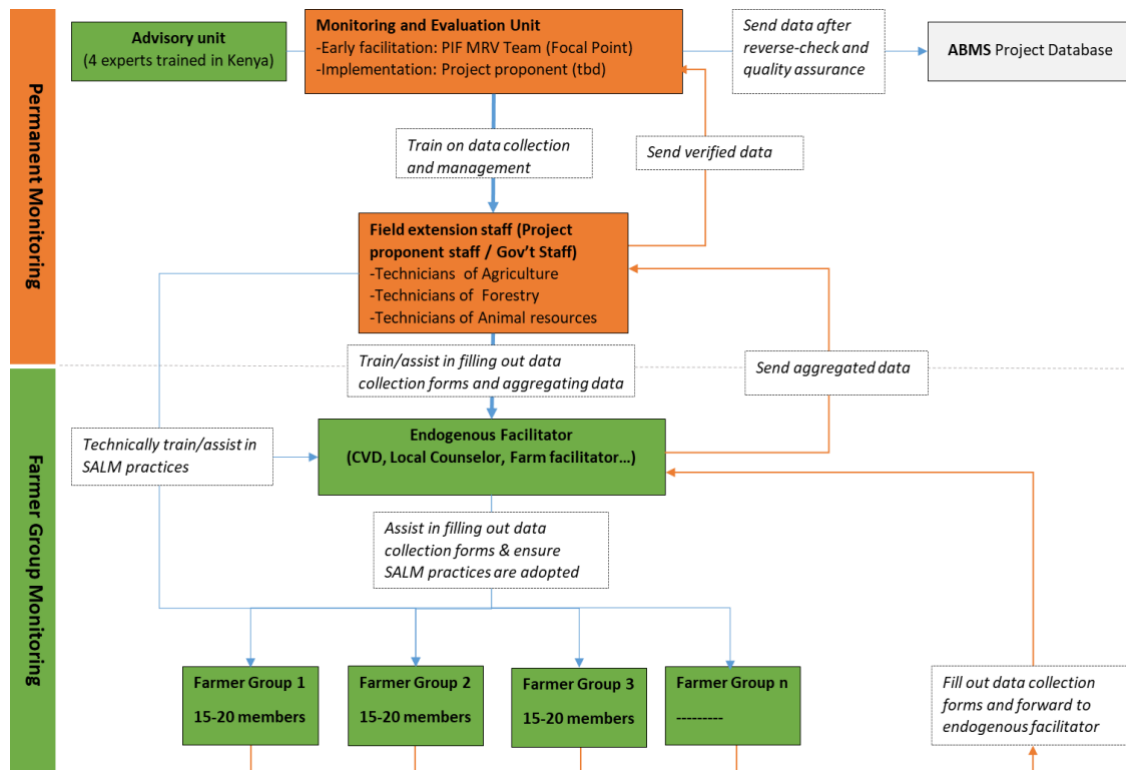 Permanent Monitoring
Advisory unit
(4 experts trained in Kenya)
Monitoring and Evaluation Unit
-Early facilitation: PIF MRV Team (Focal Point)
-Implementation: Project proponent (tbd)
Send data after
reverse-check and
quality assurance
ABMS Project Database
Train on data collection
and management
Send verified data
Field extension staff (Project
proponent staff / Gov’t Staff)
-Technicians of Agriculture
-Technicians of Forestry
-Technicians of Animal resources
Train/assist in filling out data
collection forms and aggregating data
Send aggregated data
Farmer Group Monitoring
Technically train/assist in
SALM practices
Endogenous Facilitator
(CVD, Local Counselor, Farm facilitator…)
Assist in filling out data
collection forms & ensure
SALM practices are adopted
Farmer Group 1
15-20 members
Farmer Group 2
15-20 members
Farmer Group 3
15-20 members
Farmer Group n
---------
Fill out data collection
forms and forward to
endogenous facilitator